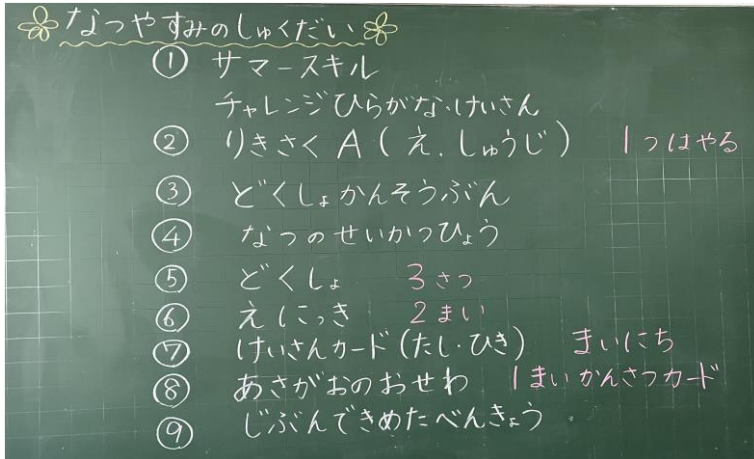 なつやすみのしゅくだい
① サマースキル
チャレンジひらがな・けいさん
② りきさくA(え.しゅうじ) 1つはやる
③ どくしょかんそうぶん
④ なつのせいかつひょう
⑤ どくしょ 3さつ
⑥ えにっき 2まい
⑦ けいさんカード(たし・ひき) まいにち
⑧ あさがおのおせわ 1まいかんさつカード
⑨ じぶんできめたべんきょう